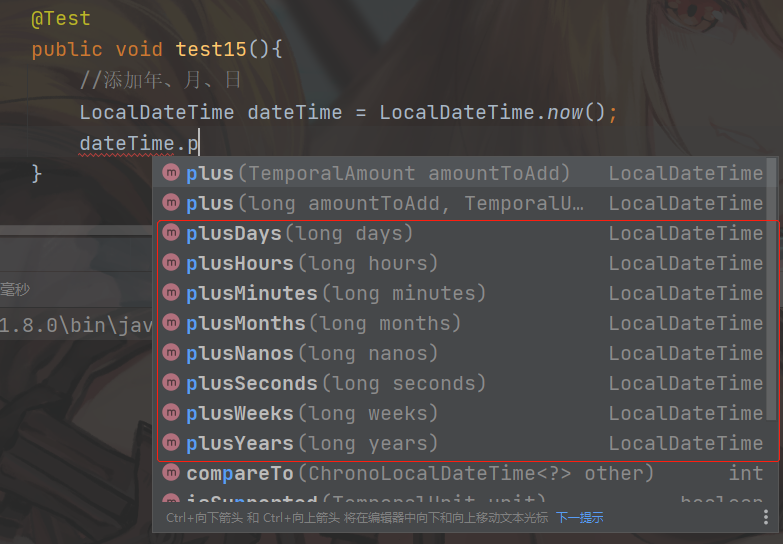 @Test
public void test15(){
//添加年、月、日
LocalDateTime dateTime = LocalDateTime.now();
dateTime.p
}
m plus(TemporalAmount amountToAdd) LocalDateTime
m plus(long amountToAdd, TemporalU… LocalDateTime
m plusDays(long days) LocalDateTime
m plusHours(long hours) LocalDateTime
m plusMinutes(long minutes) LocalDateTime
m plusMonths(long months) LocalDateTime
m plusNanos(long nanos) LocalDateTime
m plusSeconds(long seconds) LocalDateTime
m plusWeeks(long weeks) LocalDateTime
m plusYears(long years) LocalDateTime
m compareTo(ChronoLocalDateTime<?> other) int
m isSupported(TemporalUnit unit) boolean
Ctrl+向下箭头 和 Ctrl+向上箭头 将在编辑器中向下和向上移动文本光标 下一提示
毫秒
1.8.0\bin\jav